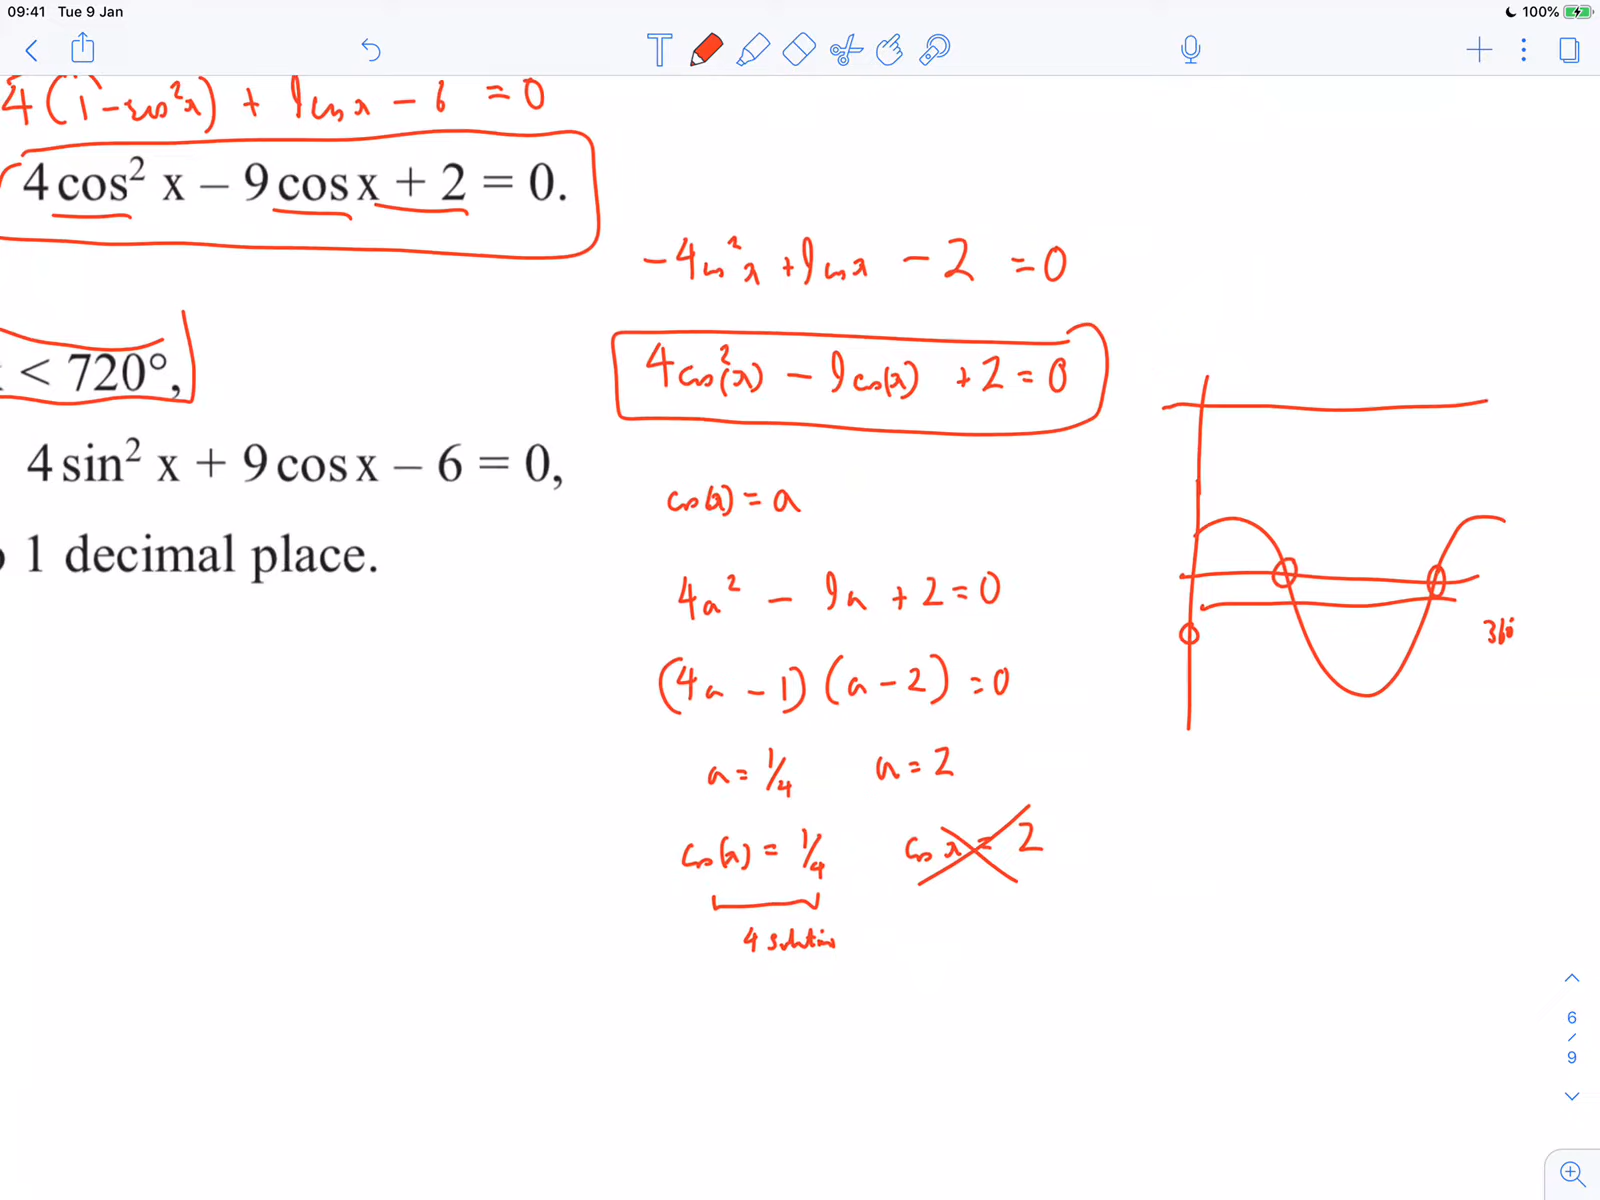 09:41 Tue 9 Jan
100%
4(1-cos²x) + 9cosx - 6 = 0
4 cos² x – 9 cos x + 2 = 0.
< 720°,
4 sin² x + 9 cos x – 6 = 0,
1 decimal place.
-4cos²x +9cosx - 2 = 0
4cos²(x) - 9cos(x) +2=0
cos(x) = a
4a² - 9a +2=0
(4a - 1)(a-2) =0
a = 1/4 a = 2
cos(x) = 1/4 cos x = 2
4 solutions
360
6
/
9